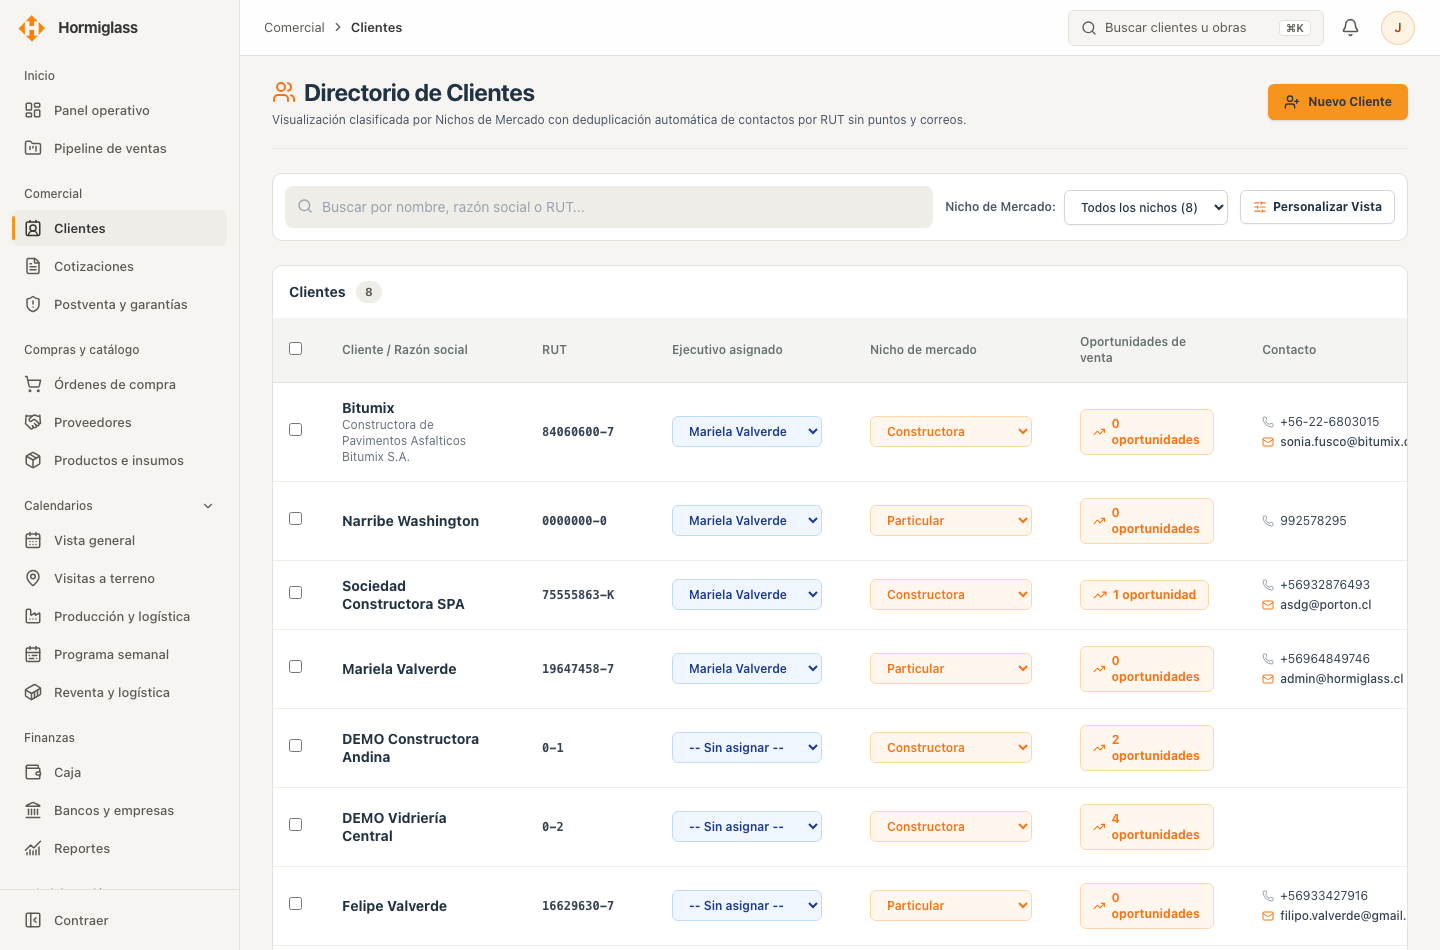 Hormiglass
Inicio
Panel operativo
Pipeline de ventas
Comercial
Clientes
Cotizaciones
Postventa y garantías
Compras y catálogo
Órdenes de compra
Proveedores
Productos e insumos
Calendarios
Vista general
Visitas a terreno
Producción y logística
Programa semanal
Reventa y logística
Finanzas
Caja
Bancos y empresas
Reportes
Contraer
Comercial > Clientes
Buscar clientes u obras ⌘K
J
Directorio de Clientes
Visualización clasificada por Nichos de Mercado con deduplicación automática de contactos por RUT sin puntos y correos.
Nuevo Cliente
Buscar por nombre, razón social o RUT...
Nicho de Mercado: Todos los nichos (8) Personalizar Vista
Clientes 8
Cliente / Razón social RUT Ejecutivo asignado Nicho de mercado Oportunidades de venta Contacto
Bitumix
Constructora de
Pavimentos Asfalticos
Bitumix S.A.
84060600-7
Mariela Valverde
Constructora
0
oportunidades
+56-22-6803015
sonia.fusco@bitumix.c
Narribe Washington
0000000-0
Mariela Valverde
Particular
0
oportunidades
992578295
Sociedad
Constructora SPA
75555863-K
Mariela Valverde
Constructora
1 oportunidad
+56932876493
asdg@porton.cl
Mariela Valverde
19647458-7
Mariela Valverde
Particular
0
oportunidades
+56964849746
admin@hormiglass.cl
DEMO Constructora
Andina
0-1
-- Sin asignar --
Constructora
2
oportunidades
DEMO Vidriería
Central
0-2
-- Sin asignar --
Constructora
4
oportunidades
Felipe Valverde
16629630-7
-- Sin asignar --
Particular
0
oportunidades
+56933427916
filipo.valverde@gmail.